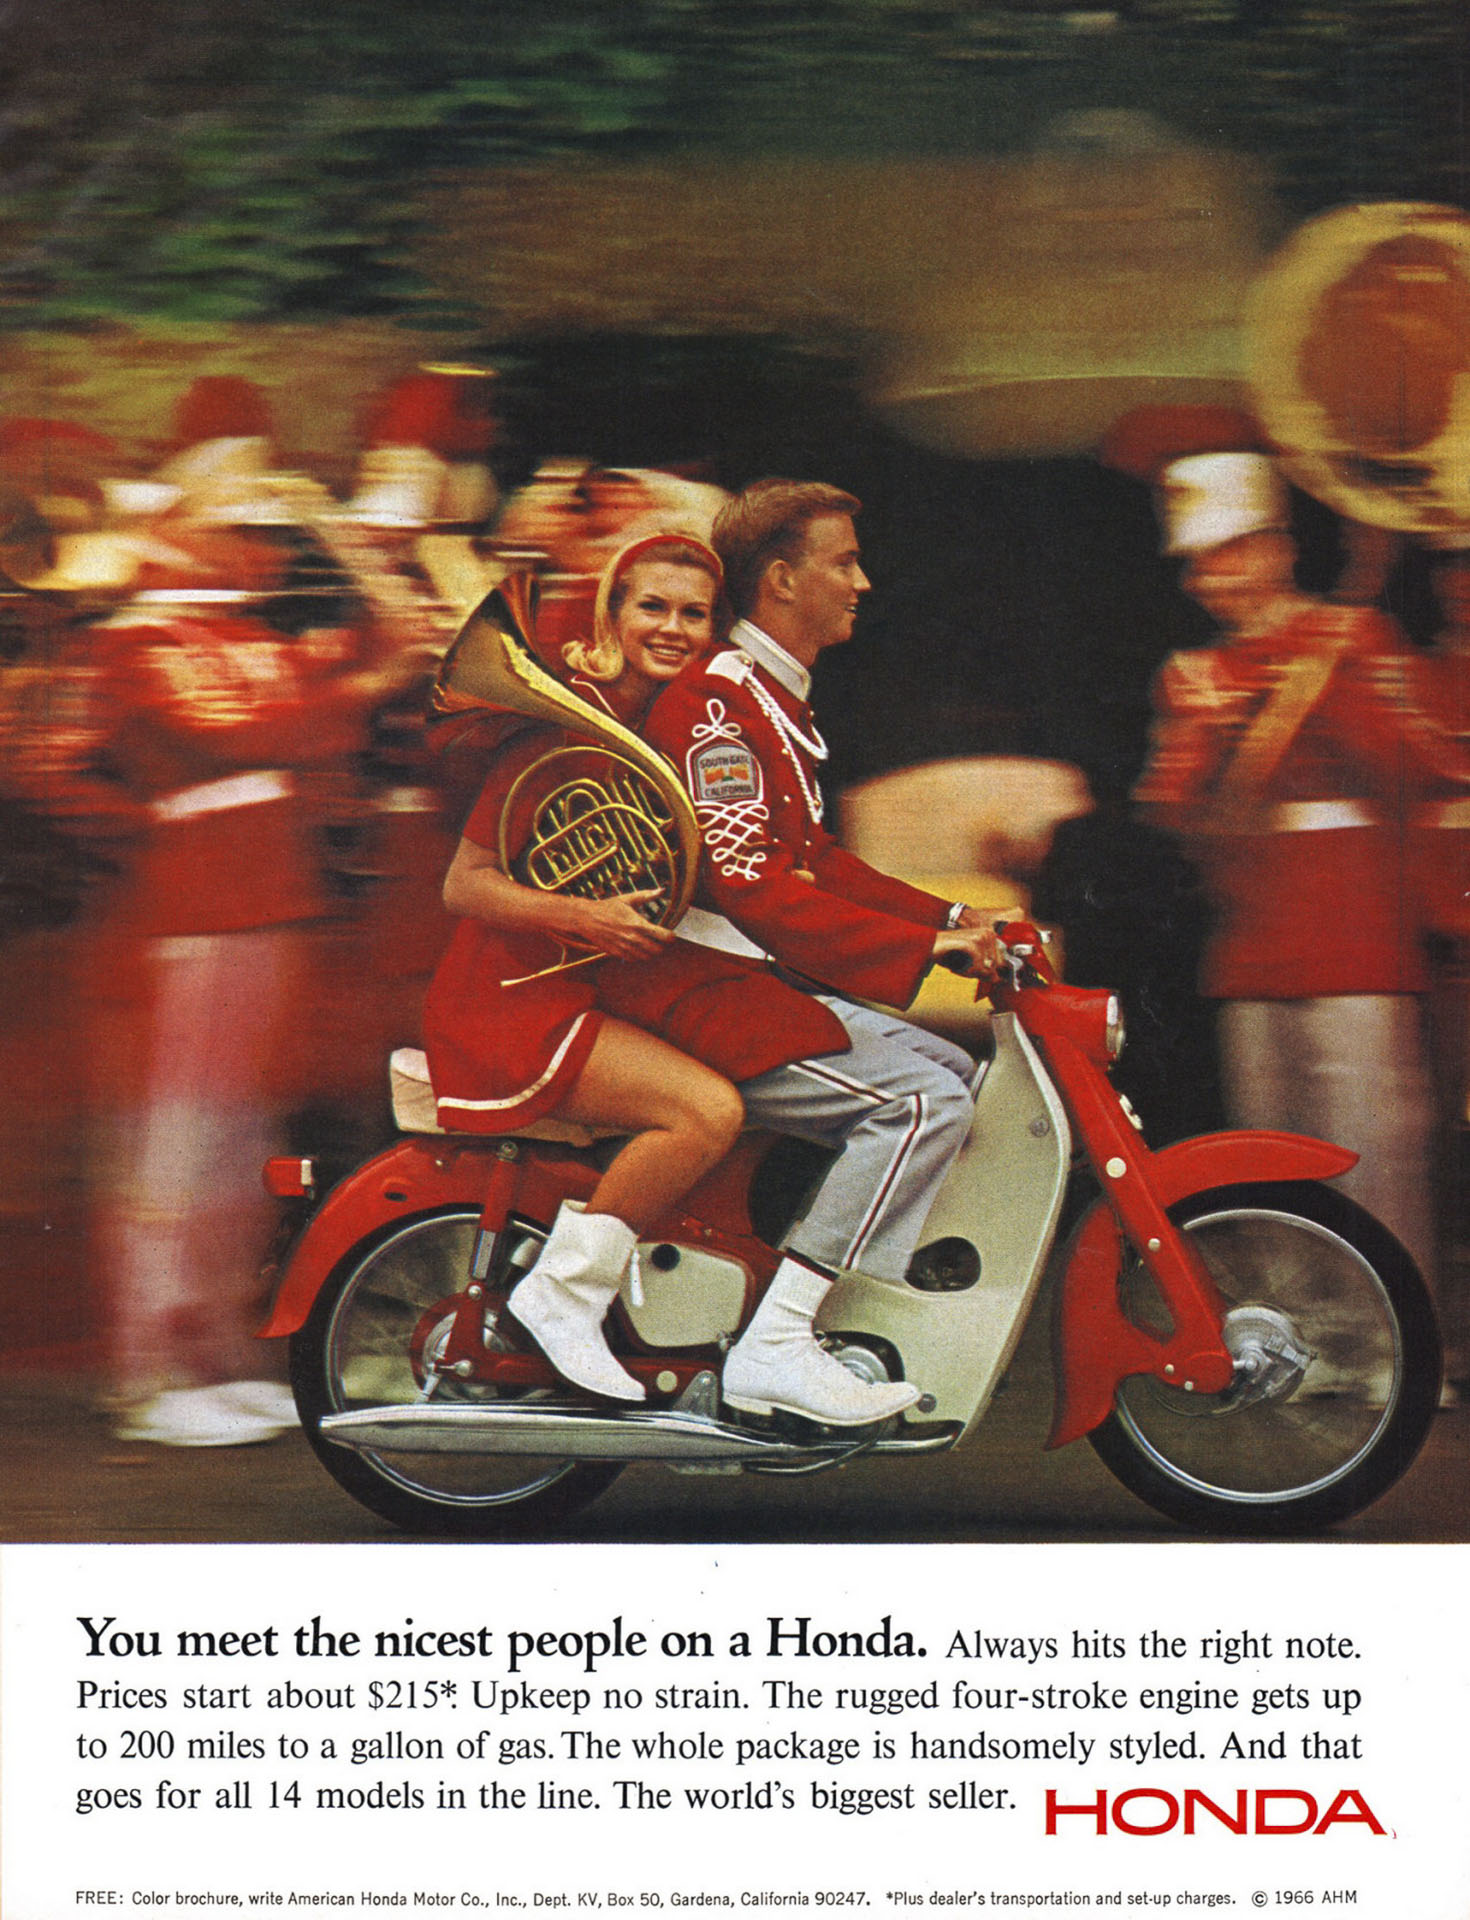 SOUTH GATE
CALIFORNIA
You meet the nicest people on a Honda. Always hits the right note.
Prices start about $215*. Upkeep no strain. The rugged four-stroke engine gets up
to 200 miles to a gallon of gas. The whole package is handsomely styled. And that
goes for all 14 models in the line. The world's biggest seller. HONDA
FREE: Color brochure, write American Honda Motor Co., Inc., Dept. KV, Box 50, Gardena, California 90247. *Plus dealer's transportation and set-up charges. © 1966 AHM